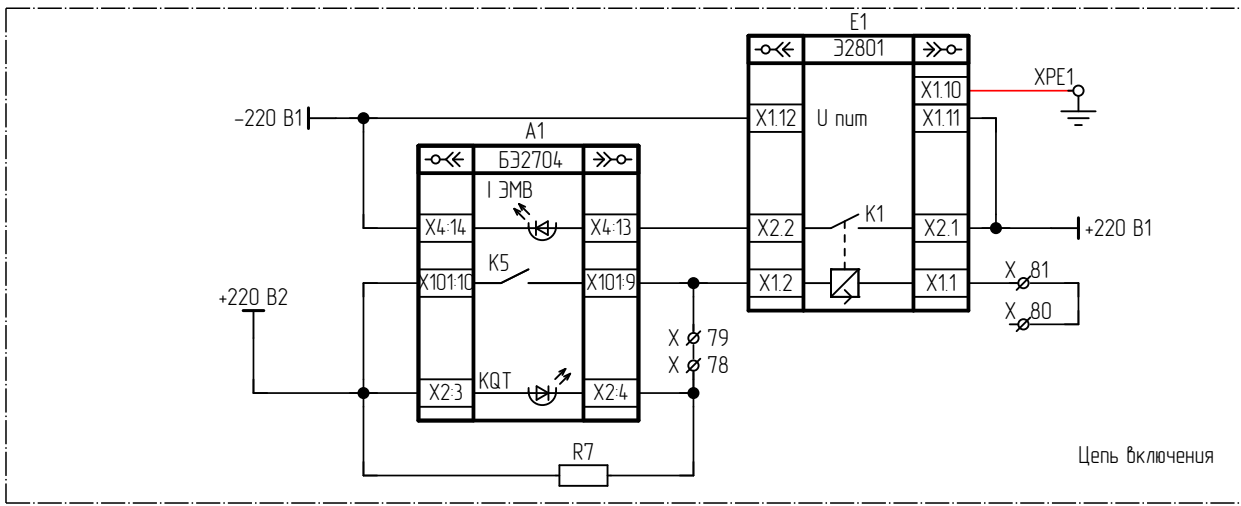 E1
Э2801
XPE1
X1.10
-220 В1
X1.12
U пит
X1.11
A1
БЭ2704
I ЭМВ
X4:14
X4:13
X2.2
K1
X2.1
+220 В1
X101:10
K5
X101:9
X1.2
X1.1
X 81
+220 В2
X 80
X 79
X 78
X2:3
KQT
X2:4
R7
Цепь включения